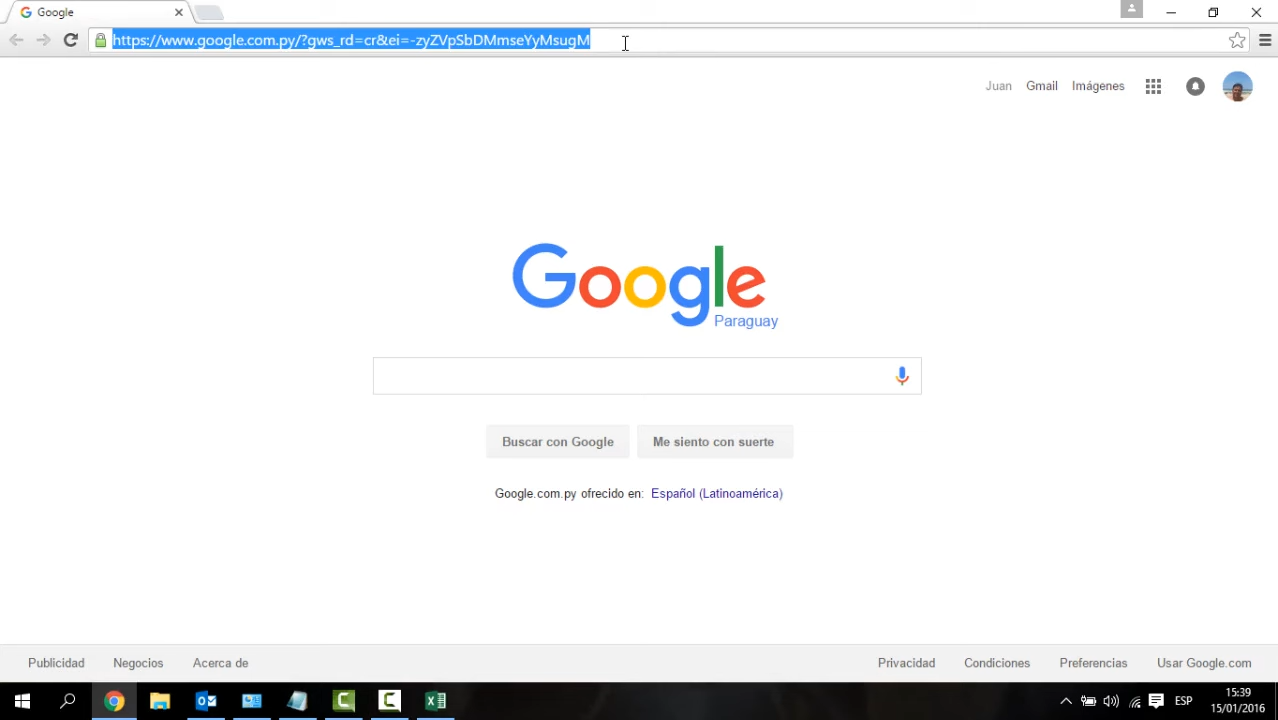 Google
https://www.google.com.py/?gws_rd=cr&ei=-zyZVpSbDMmseYyMsugM
Juan Gmail Imágenes
Google
Paraguay
Buscar con Google Me siento con suerte
Google.com.py ofrecido en: Español (Latinoamérica)
Publicidad Negocios Acerca de Privacidad Condiciones Preferencias Usar Google.com
ESP 15:39
15/01/2016